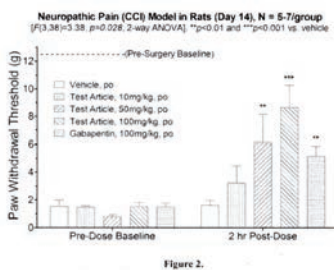 Neuropathic Pain (CCI) Model in Rats (Day 14), N = 5-7/group
[F(3,38)=3.38, p=0.028, 2-way ANOVA]. **p<0.01 and ***p<0.001 vs. vehicle
Pre-Surgery Baseline
Vehicle, po
Test Article, 10mg/kg, po
Test Article, 50mg/kg, po
Test Article, 100mg/kg, po
Gabapentin, 100mg/kg, po
Paw Withdrawal Threshold (g)
12
10
8
6
4
2
0
**
***
**
Pre-Dose Baseline
2 hr Post-Dose
Figure 2.